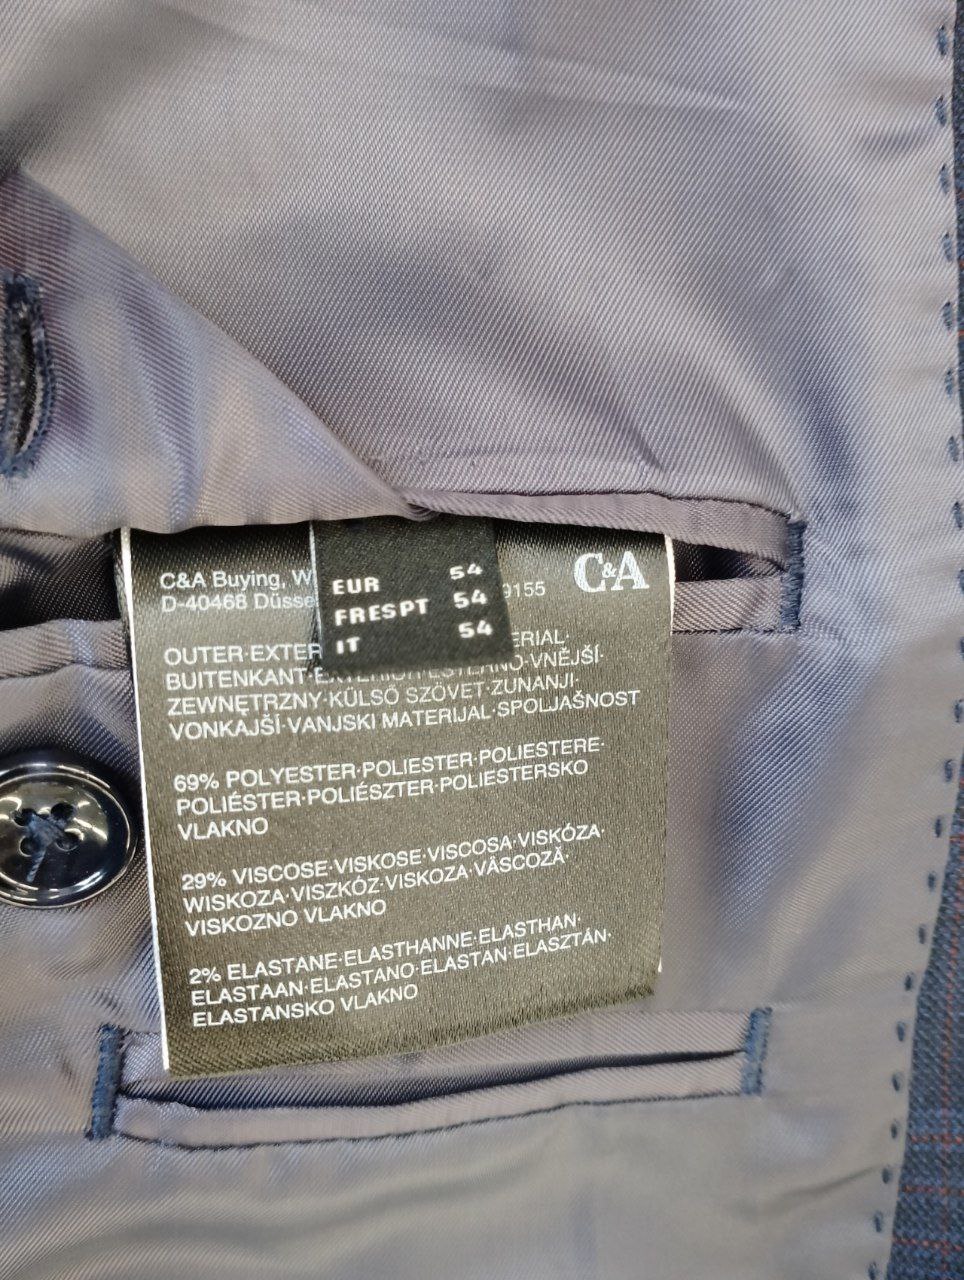 C&A Buying, W
D-40468 Düsse 9155
C&A
EUR 54
FRESPT 54
IT 54
OUTER·EXTER ERIAL·
BUITENKANT· VNĚJŠÍ·
ZEWNĘTRZNY·KÜLSŐ SZÖVET·ZUNANJI·
VONKAJŠÍ·VANJSKI MATERIJAL·SPOLJAŠNOST
69% POLYESTER·POLIESTER·POLIESTERE·
POLIÉSTER·POLIÉSZTER·POLIESTERSKO
VLAKNO
29% VISCOSE·VISKOSE·VISCOSA·VISKÓZA·
WISKOZA·VISZKÓZ·VISKOZA·VÂSCOZĂ·
VISKOZNO VLAKNO
2% ELASTANE·ELASTHANNE·ELASTHAN·
ELASTAAN·ELASTANO·ELASTAN·ELASZTÁN·
ELASTANSKO VLAKNO